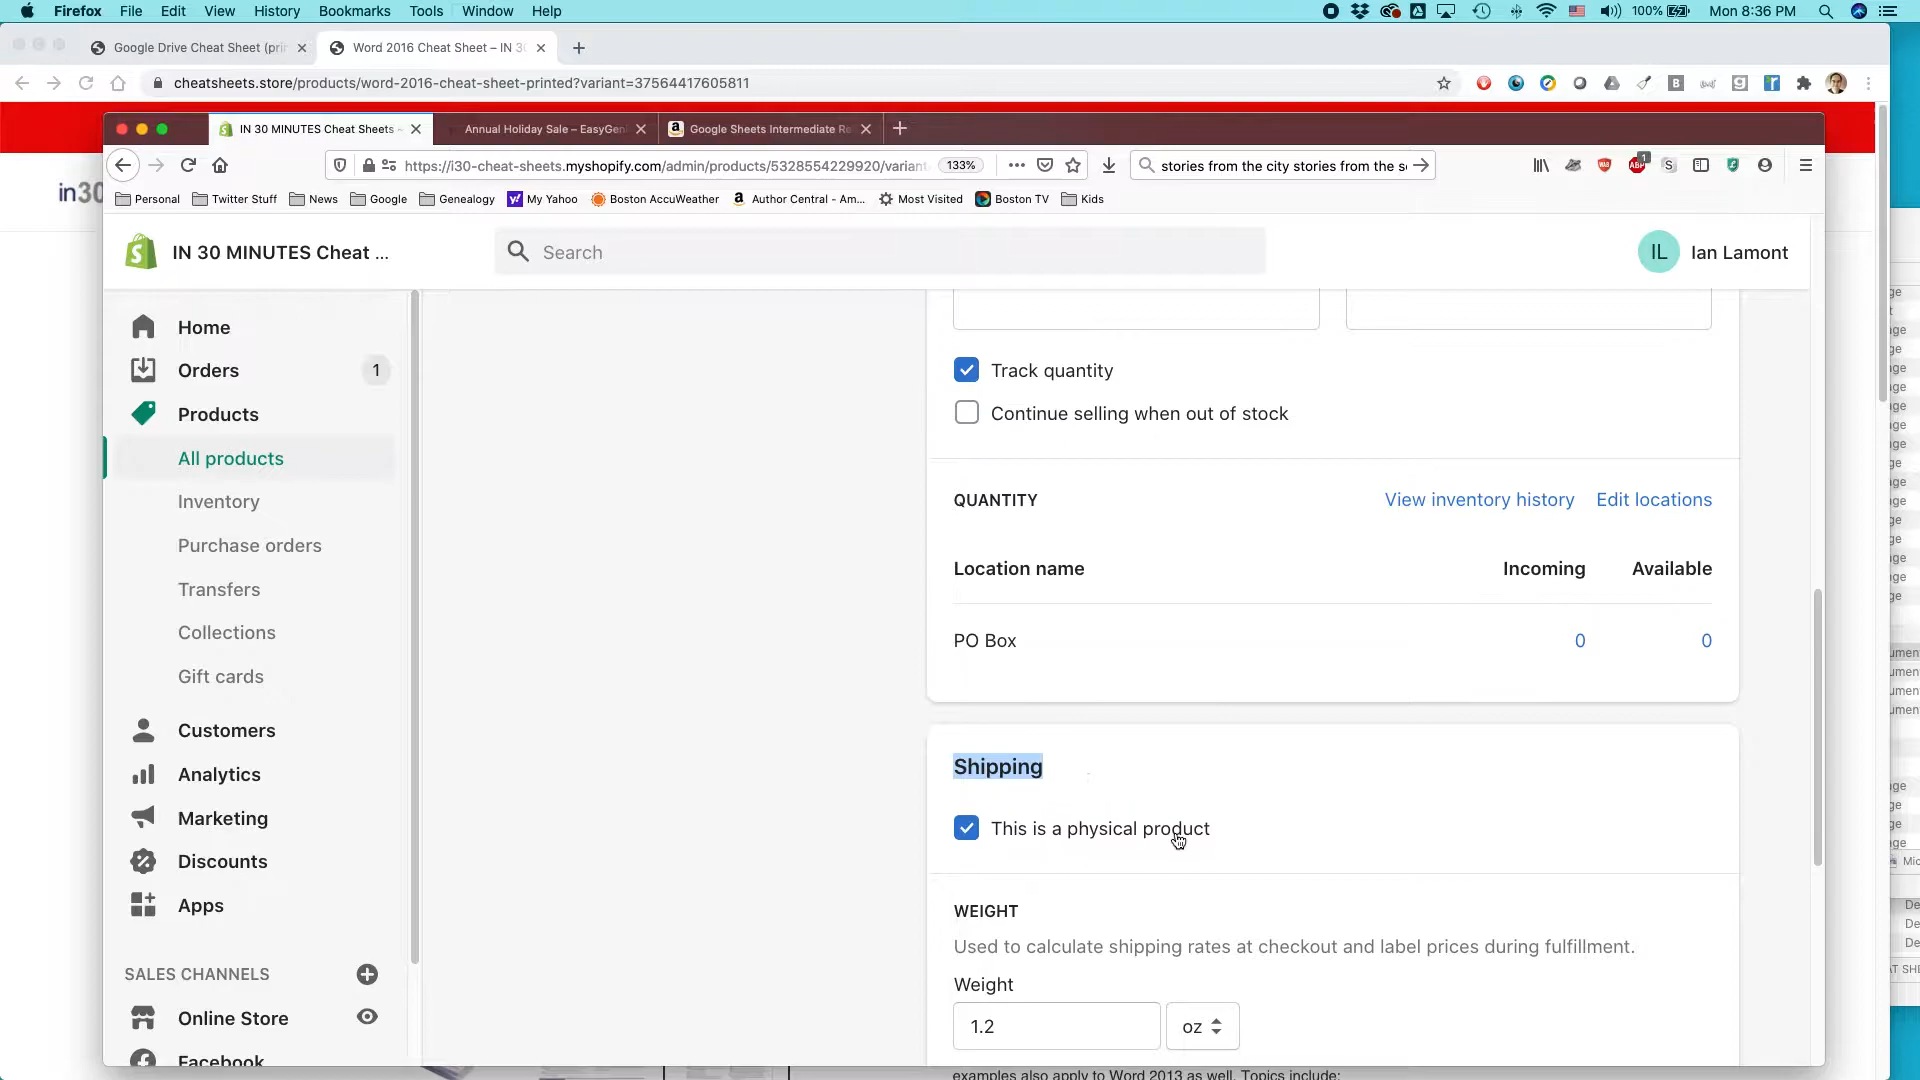 Firefox File Edit View History Bookmarks Tools Window Help 100% Mon 8:36 PM
Google Drive Cheat Sheet (prin Word 2016 Cheat Sheet – IN 30
cheatsheets.store/products/word-2016-cheat-sheet-printed?variant=37564417605811
IN 30 MINUTES Cheat Sheets Annual Holiday Sale – EasyGen Google Sheets Intermediate Re
https://i30-cheat-sheets.myshopify.com/admin/products/5328554229920/variant 133% stories from the city stories from the s 1
in30
Personal Twitter Stuff News Google Genealogy My Yahoo Boston AccuWeather Author Central - Am... Most Visited Boston TV Kids
IN 30 MINUTES Cheat ... Search IL Ian Lamont
Home
Orders 1
Products
All products
Inventory
Purchase orders
Transfers
Collections
Gift cards
Customers
Analytics
Marketing
Discounts
Apps
SALES CHANNELS
Online Store
Facebook
Track quantity
Continue selling when out of stock
QUANTITY View inventory history Edit locations
Location name Incoming Available
PO Box 0 0
Shipping
This is a physical product
WEIGHT
Used to calculate shipping rates at checkout and label prices during fulfillment.
Weight
1.2 oz
examples also apply to Word 2013 as well. Topics include: